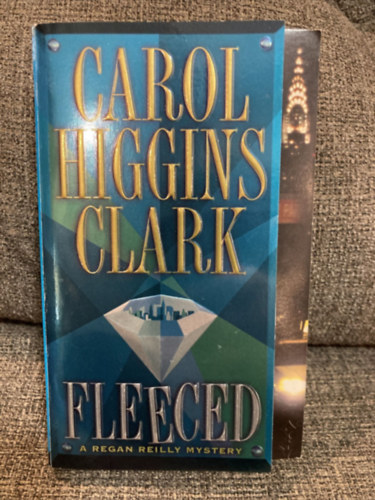 CAROL
HIGGINS
CLARK
FLEECED
A REGAN REILLY MYSTERY